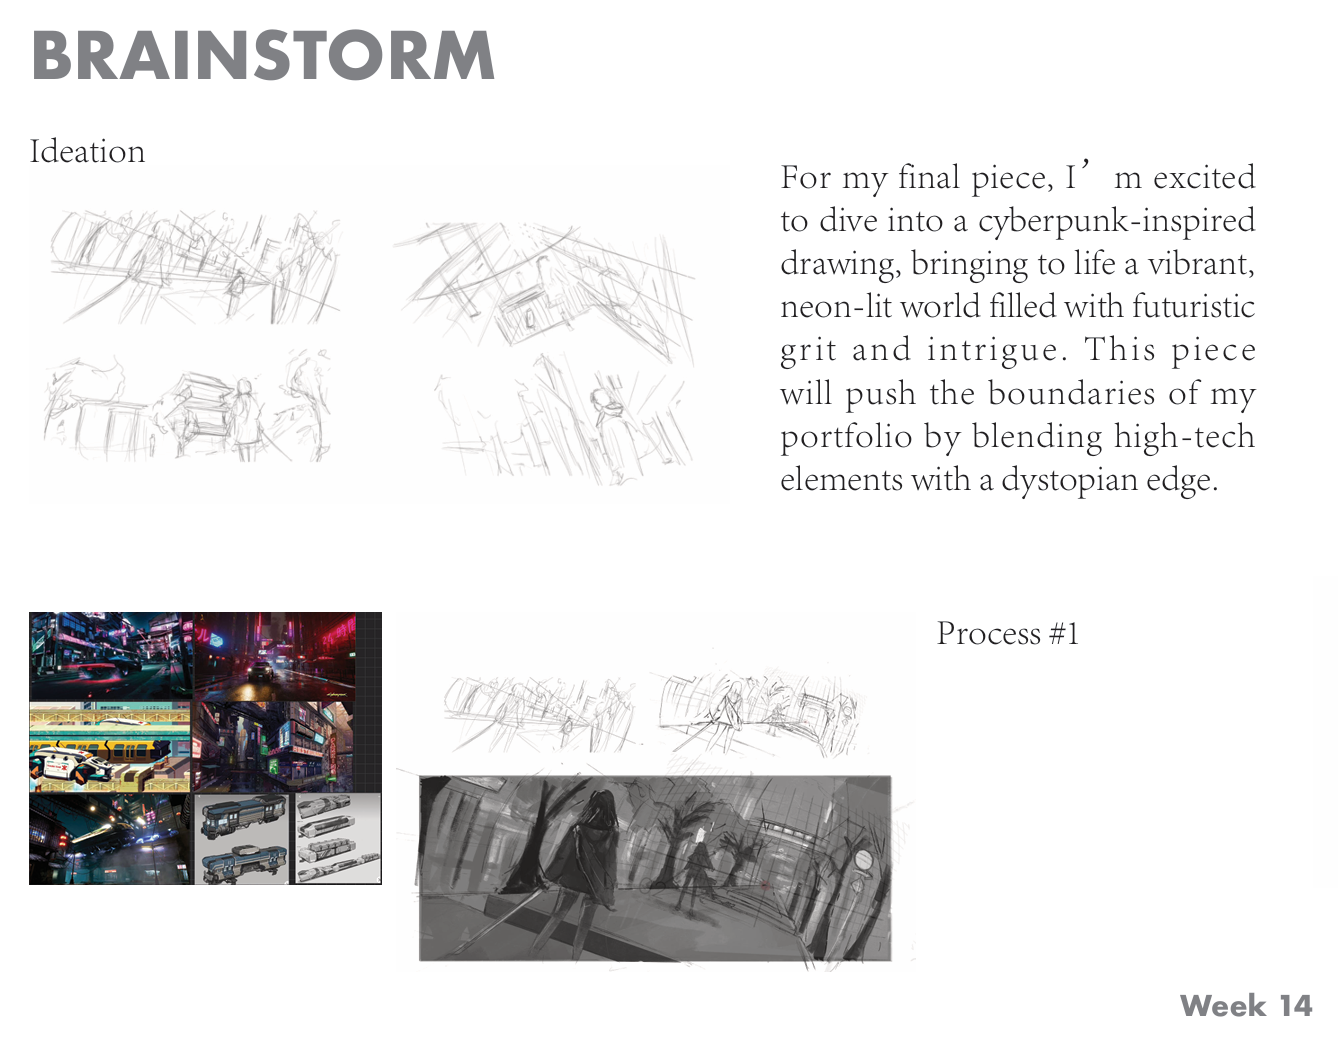 BRAINSTORM
Ideation
For my final piece, I’ m excited
to dive into a cyberpunk-inspired
drawing, bringing to life a vibrant,
neon-lit world filled with futuristic
grit and intrigue. This piece
will push the boundaries of my
portfolio by blending high-tech
elements with a dystopian edge.
Process #1
Week 14